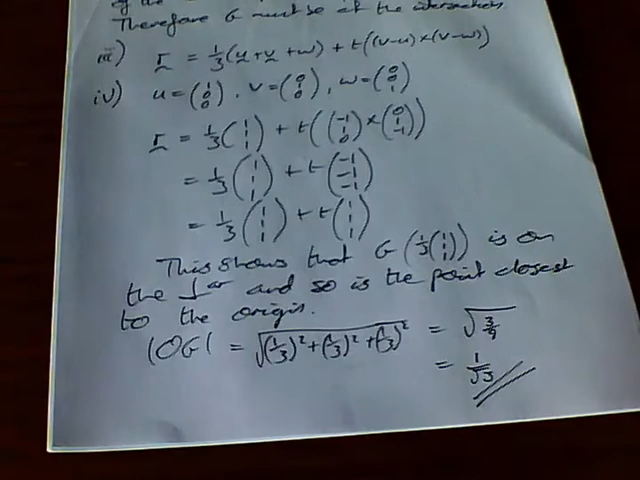 of the
Therefore G must be at the intersection
iii) r = 1/3(u+v+w) + t((v-u)×(v-w))
iv) u = (1 0 0), v = (0 1 0), w = (0 0 1)
r = 1/3(1 1 1) + t((-1 1 0)×(0 1 -1))
= 1/3(1 1 1) + t(-1 -1 -1)
= 1/3(1 1 1) + t(1 1 1)
This shows that G (1/3(1 1 1)) is on
the ⊥ar and so is the point closest
to the origin.
|OG| = √((1/3)²+(1/3)²+(1/3)²) = √(3/9)
= 1/√3